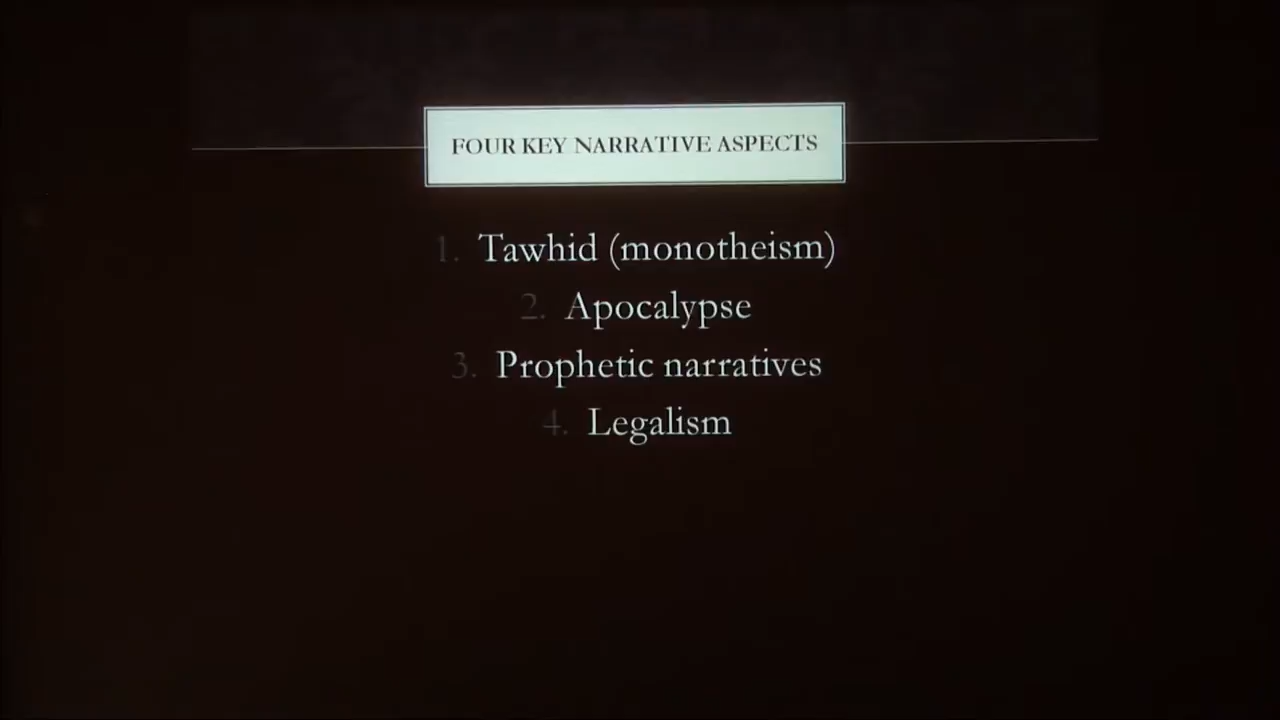 FOUR KEY NARRATIVE ASPECTS
1. Tawhid (monotheism)
2. Apocalypse
3. Prophetic narratives
4. Legalism